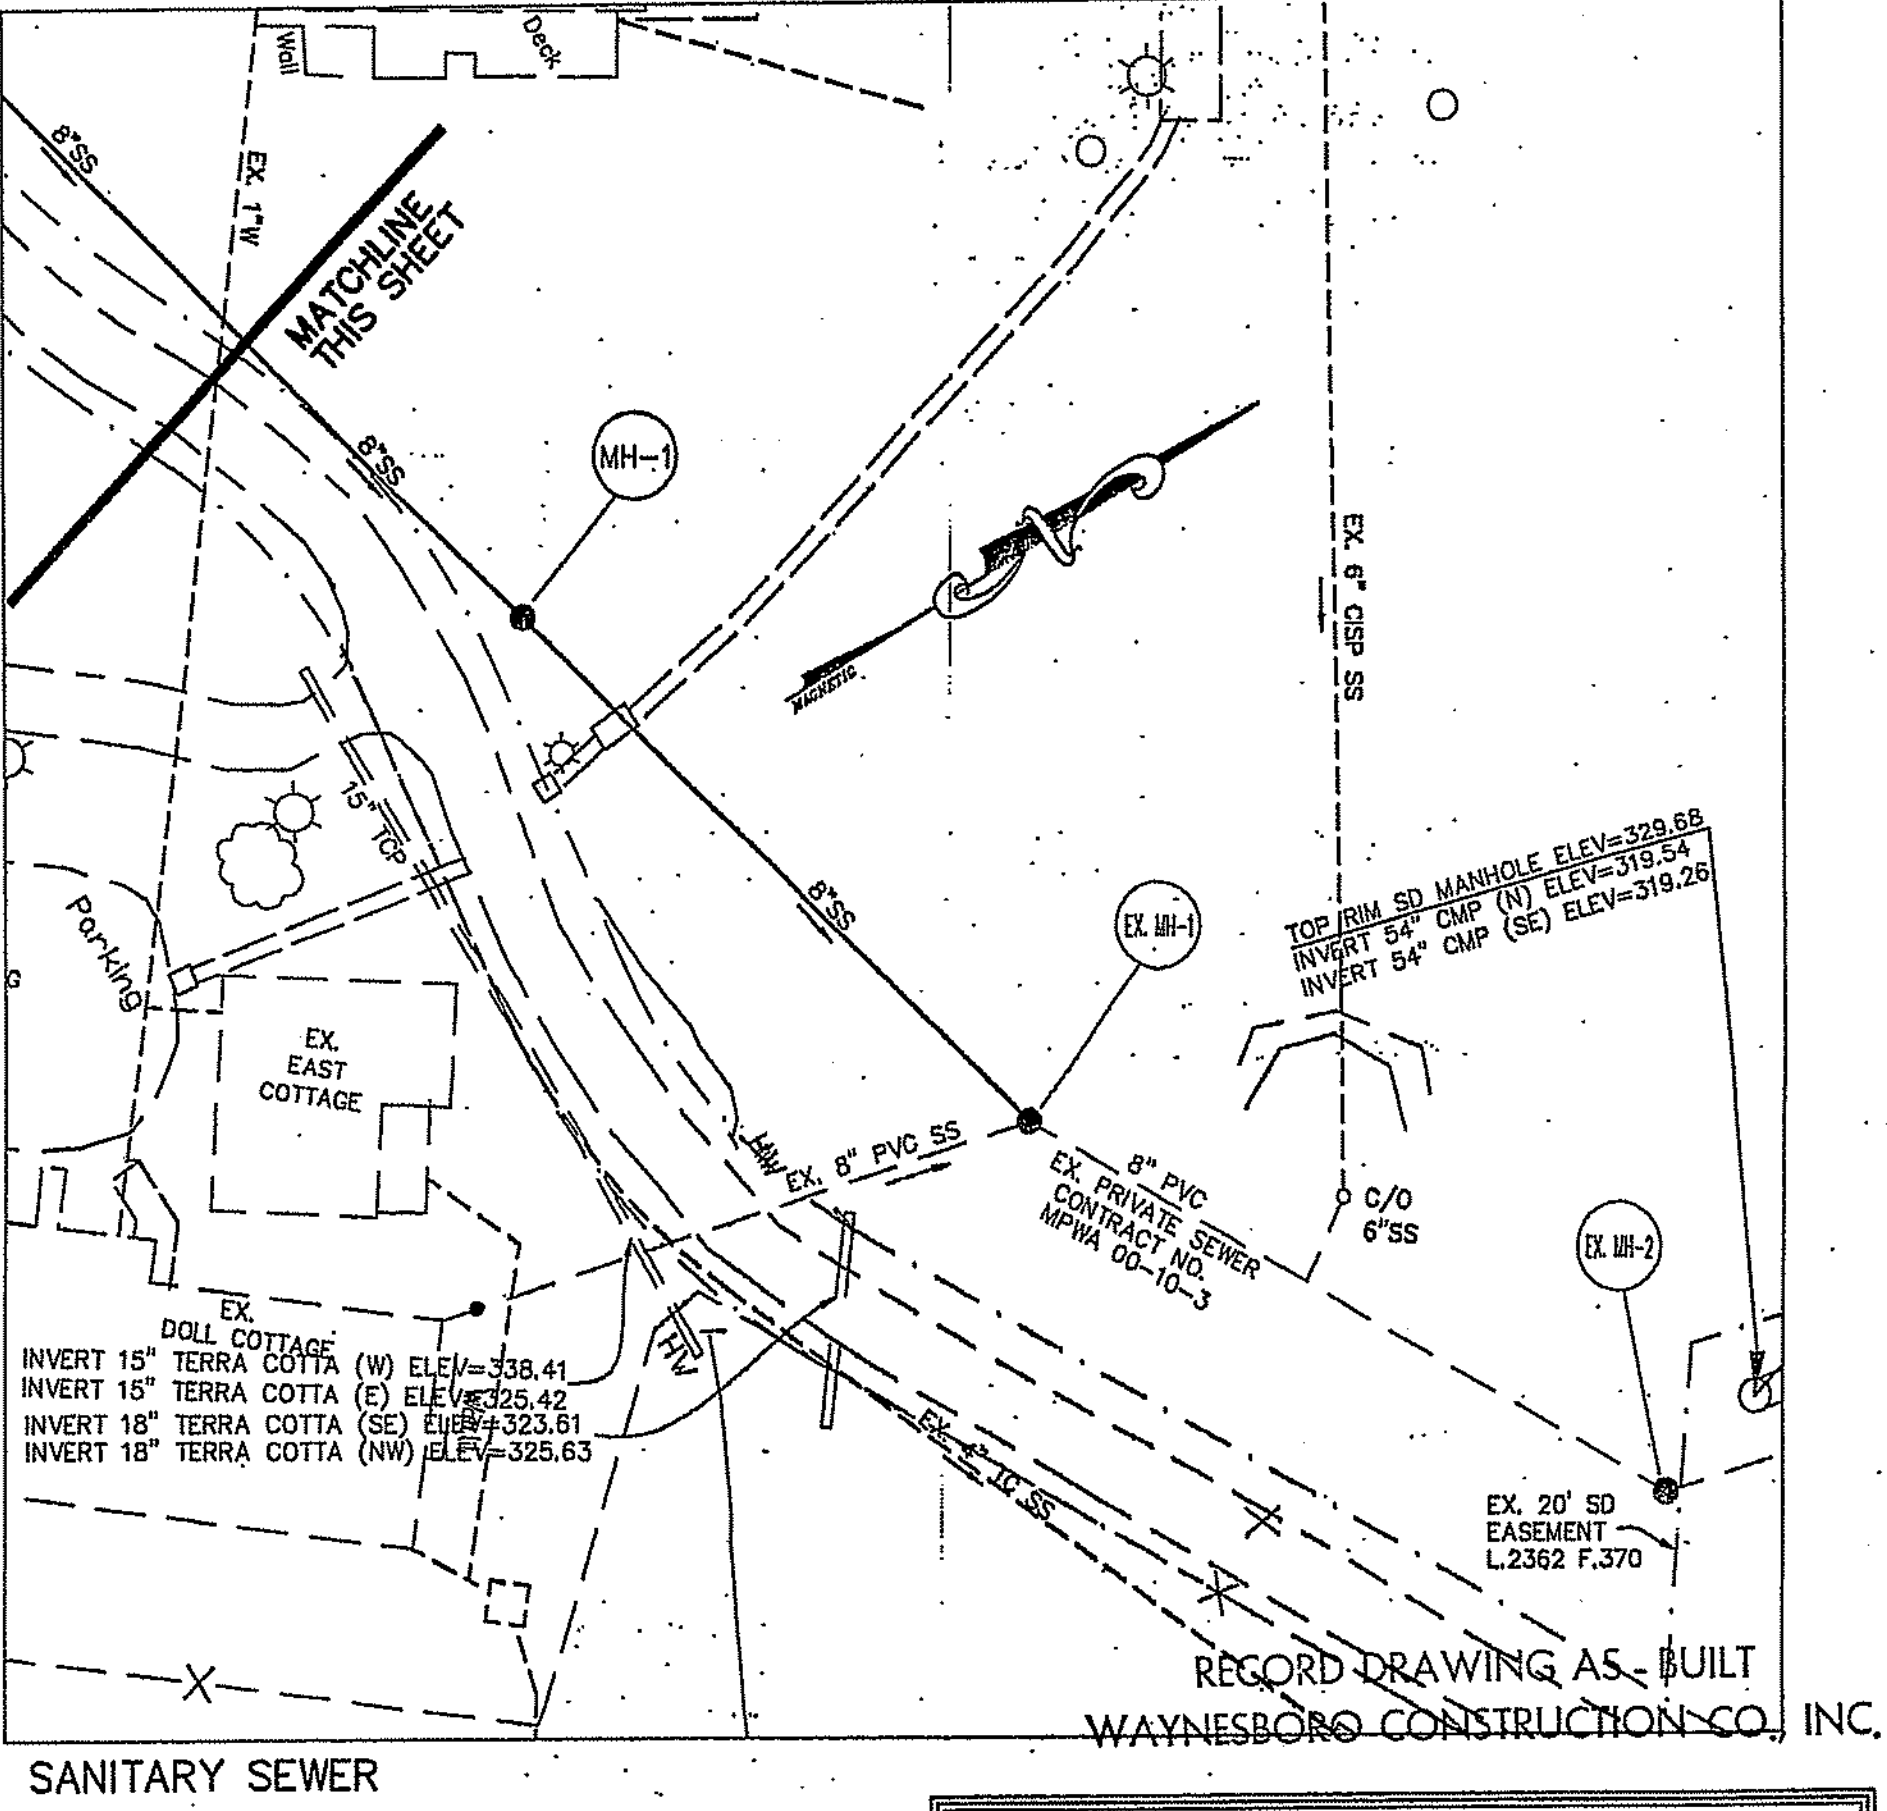 Wall
Deck
8"SS
EX. 1"W
MATCHLINE
THIS SHEET
8"SS
MH-1
EX. 6" CISP SS
MAGNETIC
15" TCP
8"SS
EX. MH-1
TOP RIM SD MANHOLE ELEV=329.68
INVERT 54" CMP (N) ELEV=319.54
INVERT 54" CMP (SE) ELEV=319.26
Parking
G
EX.
EAST
COTTAGE
HW
EX. 8" PVC SS
8" PVC
EX. PRIVATE SEWER
CONTRACT NO.
MPWA 00-10-3
C/O
6"SS
EX. MH-2
EX.
DOLL COTTAGE
INVERT 15" TERRA COTTA (W) ELEV=338.41
INVERT 15" TERRA COTTA (E) ELEV=325.42
INVERT 18" TERRA COTTA (SE) ELEV=323.61
INVERT 18" TERRA COTTA (NW) ELEV=325.63
HW
EX. 4" TC SS
EX. 20' SD
EASEMENT
L.2362 F.370
RECORD DRAWING AS-BUILT
WAYNESBORO CONSTRUCTION CO., INC.
SANITARY SEWER